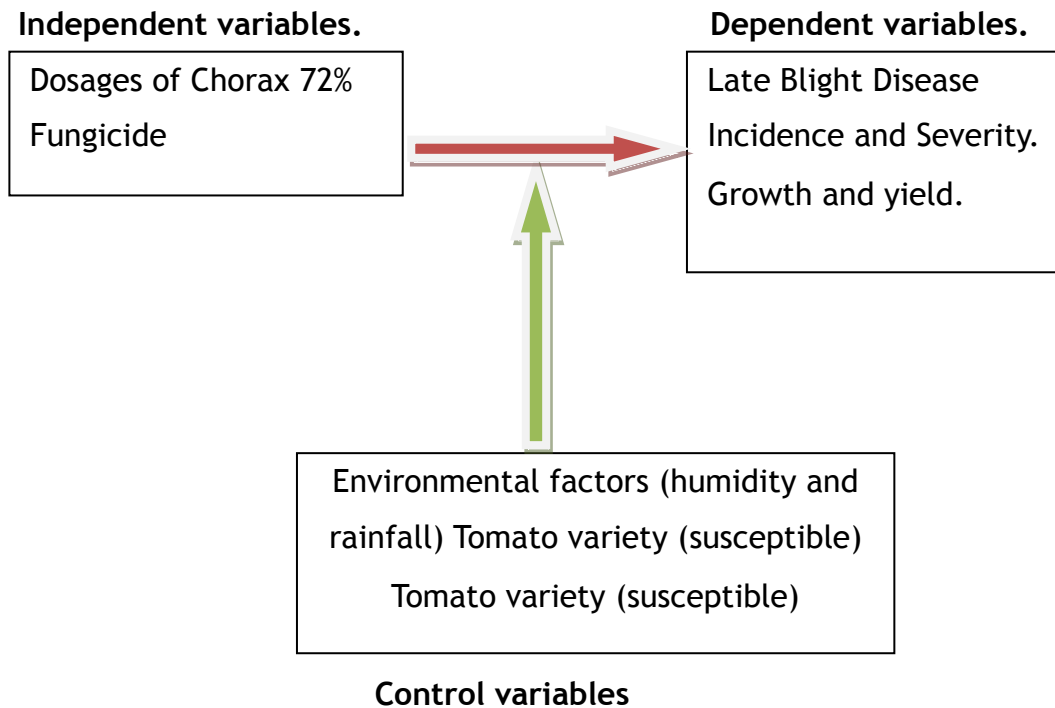 Independent variables.
Dosages of Chorax 72%
Fungicide
Dependent variables.
Late Blight Disease
Incidence and Severity.
Growth and yield.
Environmental factors (humidity and
rainfall) Tomato variety (susceptible)
Tomato variety (susceptible)
Control variables